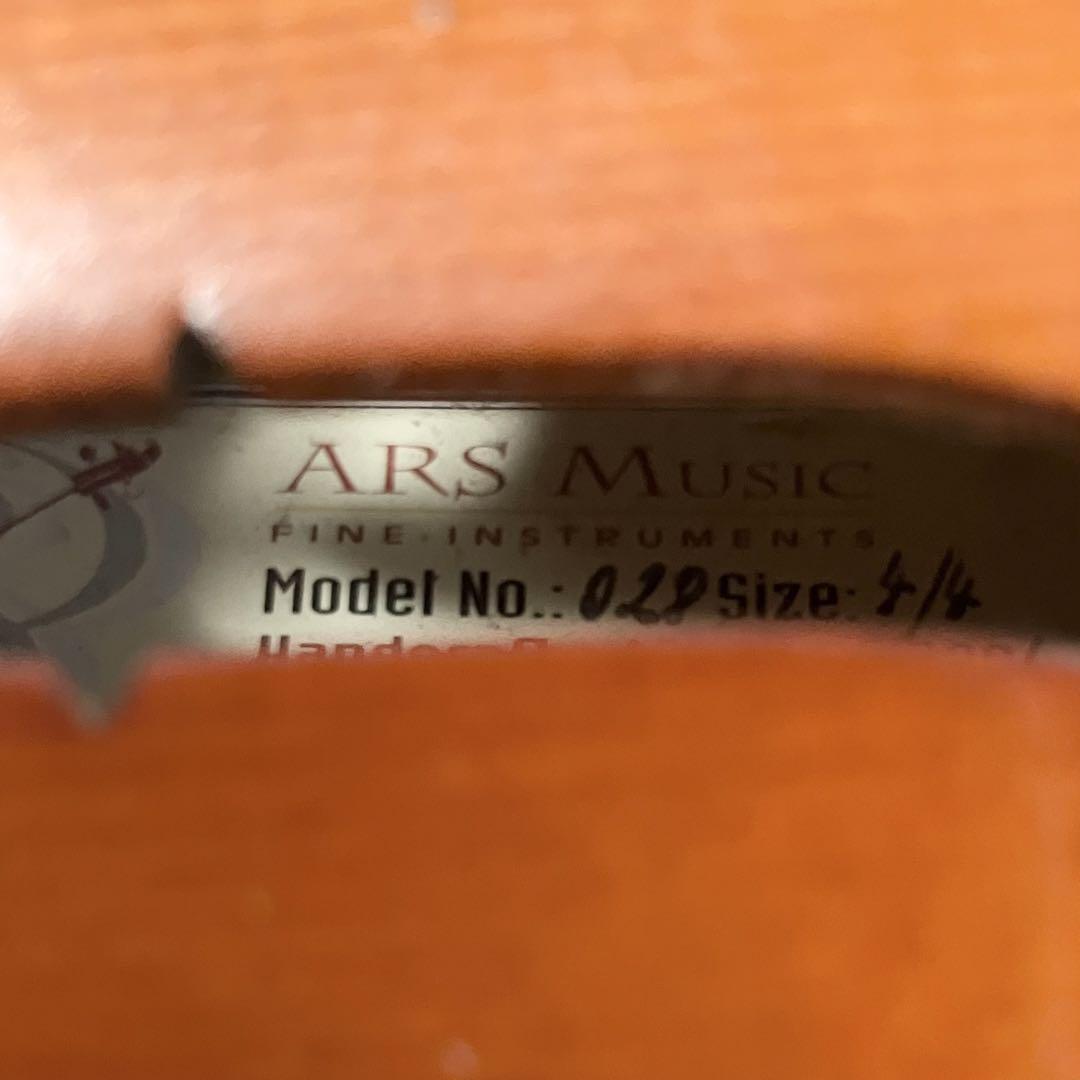 ARS MUSIC
FINE INSTRUMENTS
Model No.: 028 Size: 4/4